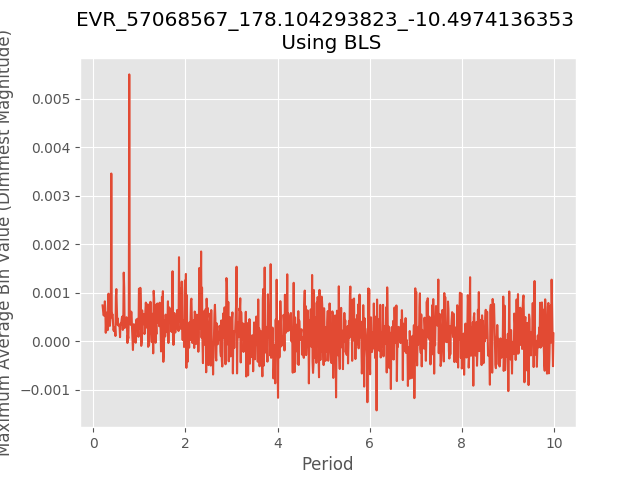 EVR_57068567_178.104293823_-10.4974136353
Using BLS
Maximum Average Bin Value (Dimmest Magnitude)
0.005
0.004
0.003
0.002
0.001
0.000
−0.001
0 2 4 6 8 10
Period